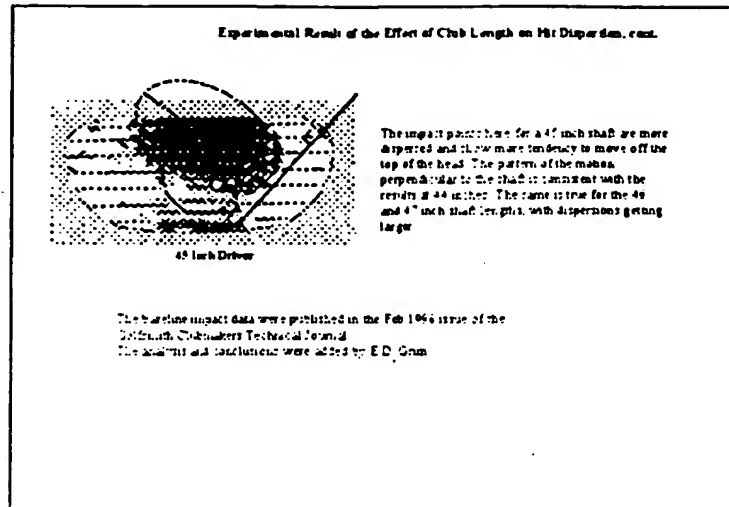 Experimental Result of the Effect of Club Length on Hit Dispersion, cont.
The impact points here for a 45 inch shaft are more
dispersed and show more tendency to move off the
top of the head. The pattern of the motion
perpendicular to the shaft is consistent with the
results at 44 inches. The same is true for the 46
and 47 inch shaft lengths, with dispersions getting
larger
45 Inch Driver
The baseline impact data were published in the Feb 1996 issue of the
Golfsmith Clubmakers Technical Journal
The analysis and conclusions were added by E.D.